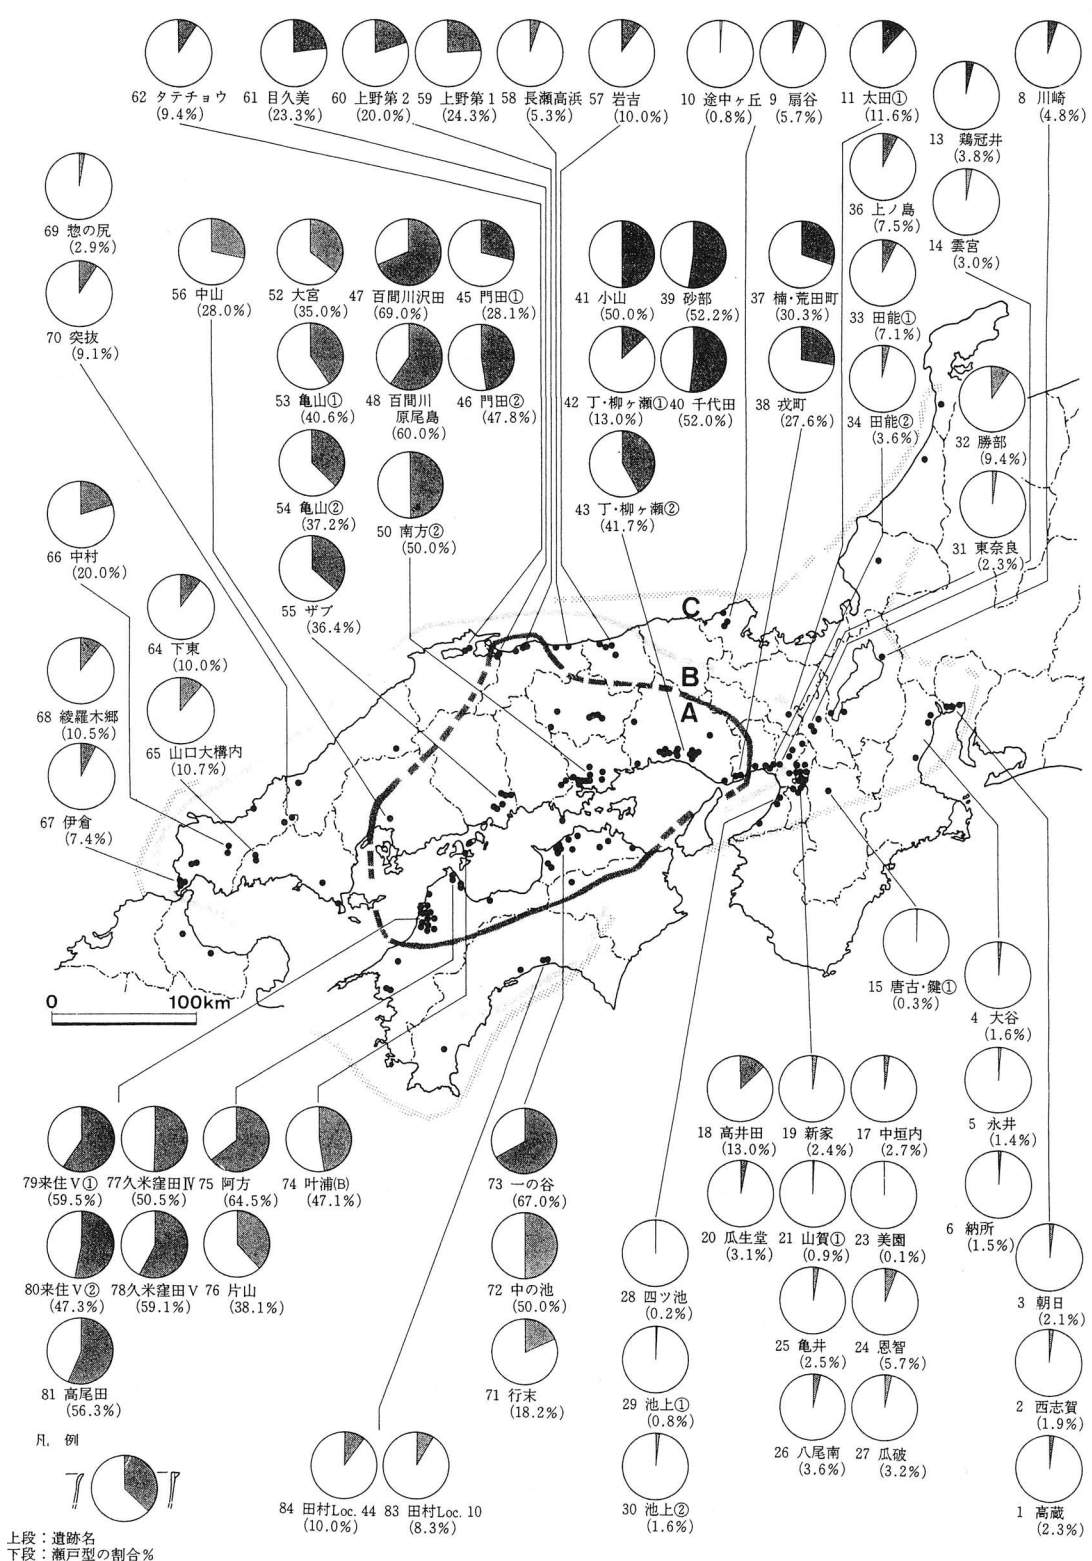 62 タテチョウ
(9.4%)
61 目久美
(23.3%)
60 上野第2
(20.0%)
59 上野第1
(24.3%)
58 長瀬高浜
(5.3%)
57 岩吉
(10.0%)
10 途中ヶ丘
(0.8%)
9 扇谷
(5.7%)
11 太田①
(11.6%)
13 鶏冠井
(3.8%)
8 川崎
(4.8%)
69 惣の尻
(2.9%)
70 突抜
(9.1%)
56 中山
(28.0%)
52 大宮
(35.0%)
47 百間川沢田
(69.0%)
45 門田①
(28.1%)
41 小山
(50.0%)
39 砂部
(52.2%)
37 楠・荒田町
(30.3%)
36 上ノ島
(7.5%)
14 雲宮
(3.0%)
33 田能①
(7.1%)
53 亀山①
(40.6%)
48 百間川
原尾島
(60.0%)
46 門田②
(47.8%)
42 丁・柳ヶ瀬①
(13.0%)
40 千代田
(52.0%)
38 戎町
(27.6%)
34 田能②
(3.6%)
32 勝部
(9.4%)
54 亀山②
(37.2%)
50 南方②
(50.0%)
43 丁・柳ヶ瀬②
(41.7%)
31 東奈良
(2.3%)
66 中村
(20.0%)
55 ザブ
(36.4%)
64 下東
(10.0%)
68 綾羅木郷
(10.5%)
65 山口大構内
(10.7%)
67 伊倉
(7.4%)
C
B
A
0 100km
15 唐古・鍵①
(0.3%)
4 大谷
(1.6%)
5 永井
(1.4%)
6 納所
(1.5%)
79来住Ⅴ①
(59.5%)
77久米窪田Ⅳ
(50.5%)
75 阿方
(64.5%)
74 叶浦(B)
(47.1%)
73 一の谷
(67.0%)
18 高井田
(13.0%)
19 新家
(2.4%)
17 中垣内
(2.7%)
80来住Ⅴ②
(47.3%)
78久米窪田Ⅴ
(59.1%)
76 片山
(38.1%)
72 中の池
(50.0%)
28 四ツ池
(0.2%)
20 瓜生堂
(3.1%)
21 山賀①
(0.9%)
23 美園
(0.1%)
3 朝日
(2.1%)
81 高尾田
(56.3%)
71 行末
(18.2%)
29 池上①
(0.8%)
25 亀井
(2.5%)
24 恩智
(5.7%)
2 西志賀
(1.9%)
凡 例
84 田村Loc. 44
(10.0%)
83 田村Loc. 10
(8.3%)
30 池上②
(1.6%)
26 八尾南
(3.6%)
27 瓜破
(3.2%)
1 高蔵
(2.3%)
上段：遺跡名
下段：瀬戸型の割合%